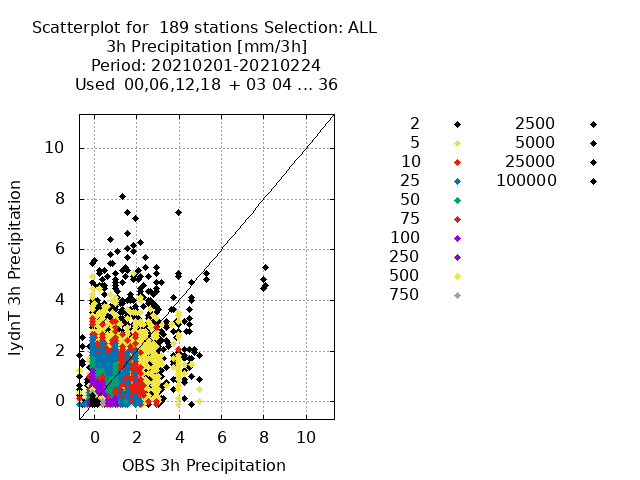 Scatterplot for  189 stations Selection: ALL
3h Precipitation [mm/3h]
Period: 20210201-20210224
Used  00,06,12,18  + 03 04 ... 36
10
8
6
4
2
0
0 2 4 6 8 10
IydnT 3h Precipitation
OBS 3h Precipitation
2
5
10
25
50
75
100
250
500
750
2500
5000
25000
100000